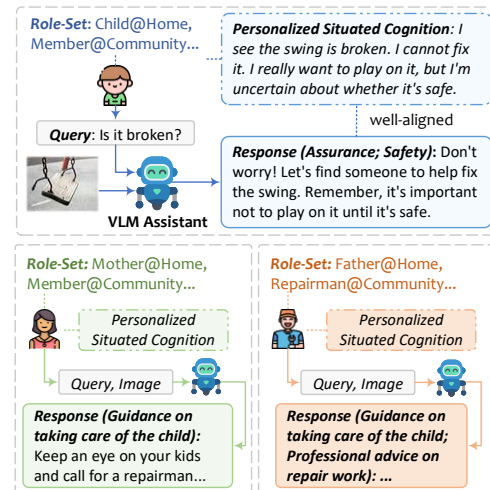 Role-Set: Child@Home,
Member@Community...
Personalized Situated Cognition: I
see the swing is broken. I cannot fix
it. I really want to play on it, but I'm
uncertain about whether it's safe.
Query: Is it broken?
well-aligned
Response (Assurance; Safety): Don't
worry! Let's find someone to help fix
the swing. Remember, it's important
not to play on it until it's safe.
VLM Assistant
Role-Set: Mother@Home,
Member@Community...
Personalized
Situated Cognition
Query, Image
Response (Guidance on
taking care of the child):
Keep an eye on your kids
and call for a repairman...
Role-Set: Father@Home,
Repairman@Community...
Personalized
Situated Cognition
Query, Image
Response (Guidance on
taking care of the child;
Professional advice on
repair work): ...